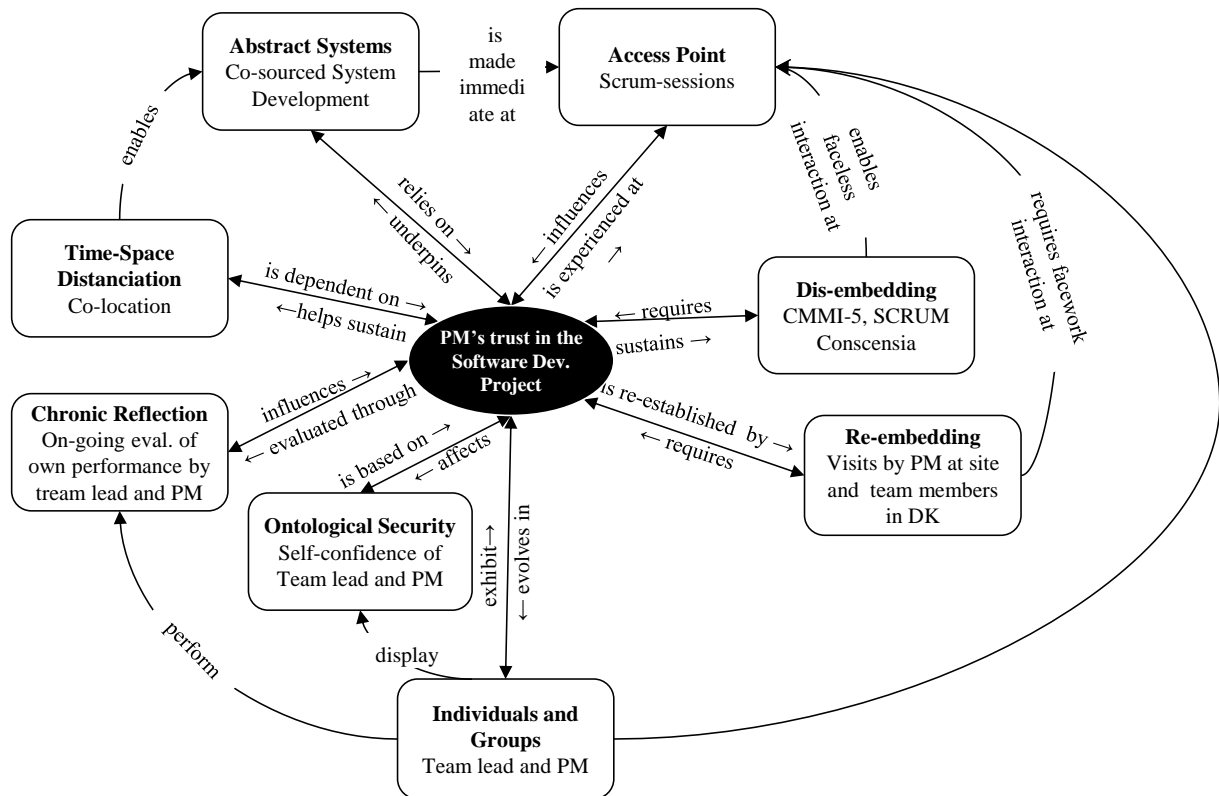 Abstract Systems
Co-sourced System
Development
is
made
immedi
ate at
Access Point
Scrum-sessions
enables
relies on →
← underpins
← influences
is experienced at →
enables
faceless
interaction at
requires facework
interaction at
Time-Space
Distanciation
Co-location
is dependent on →
←helps sustain
PM’s trust in the
Software Dev.
Project
← requires
sustains →
Dis-embedding
CMMI-5, SCRUM
Conscensia
Chronic Reflection
On-going eval. of
own performance by
tream lead and PM
influences →
← evaluated through
is based on →
← affects
is re-established by →
← requires
Re-embedding
Visits by PM at site
and team members
in DK
Ontological Security
Self-confidence of
Team lead and PM
exhibit→
← evolves in
perform
display
Individuals and
Groups
Team lead and PM